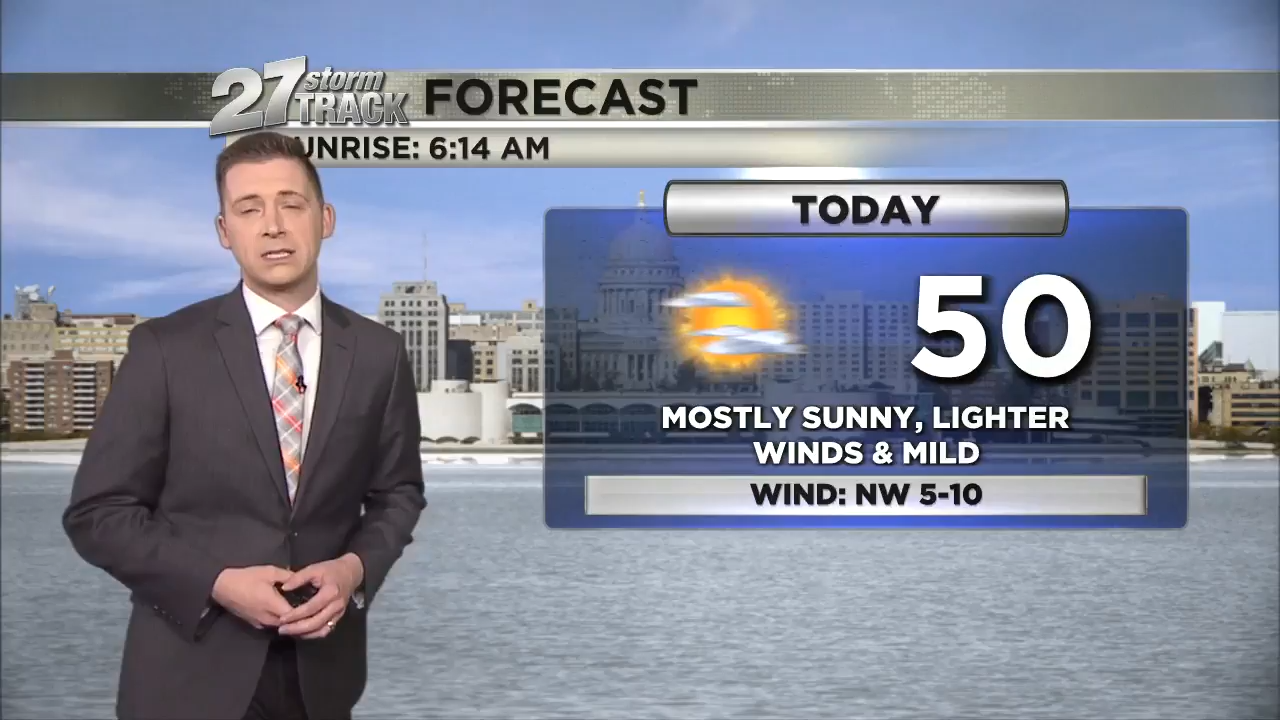 27 storm TRACK FORECAST
UNRISE: 6:14 AM
TODAY
50
MOSTLY SUNNY, LIGHTER
WINDS & MILD
WIND: NW 5-10